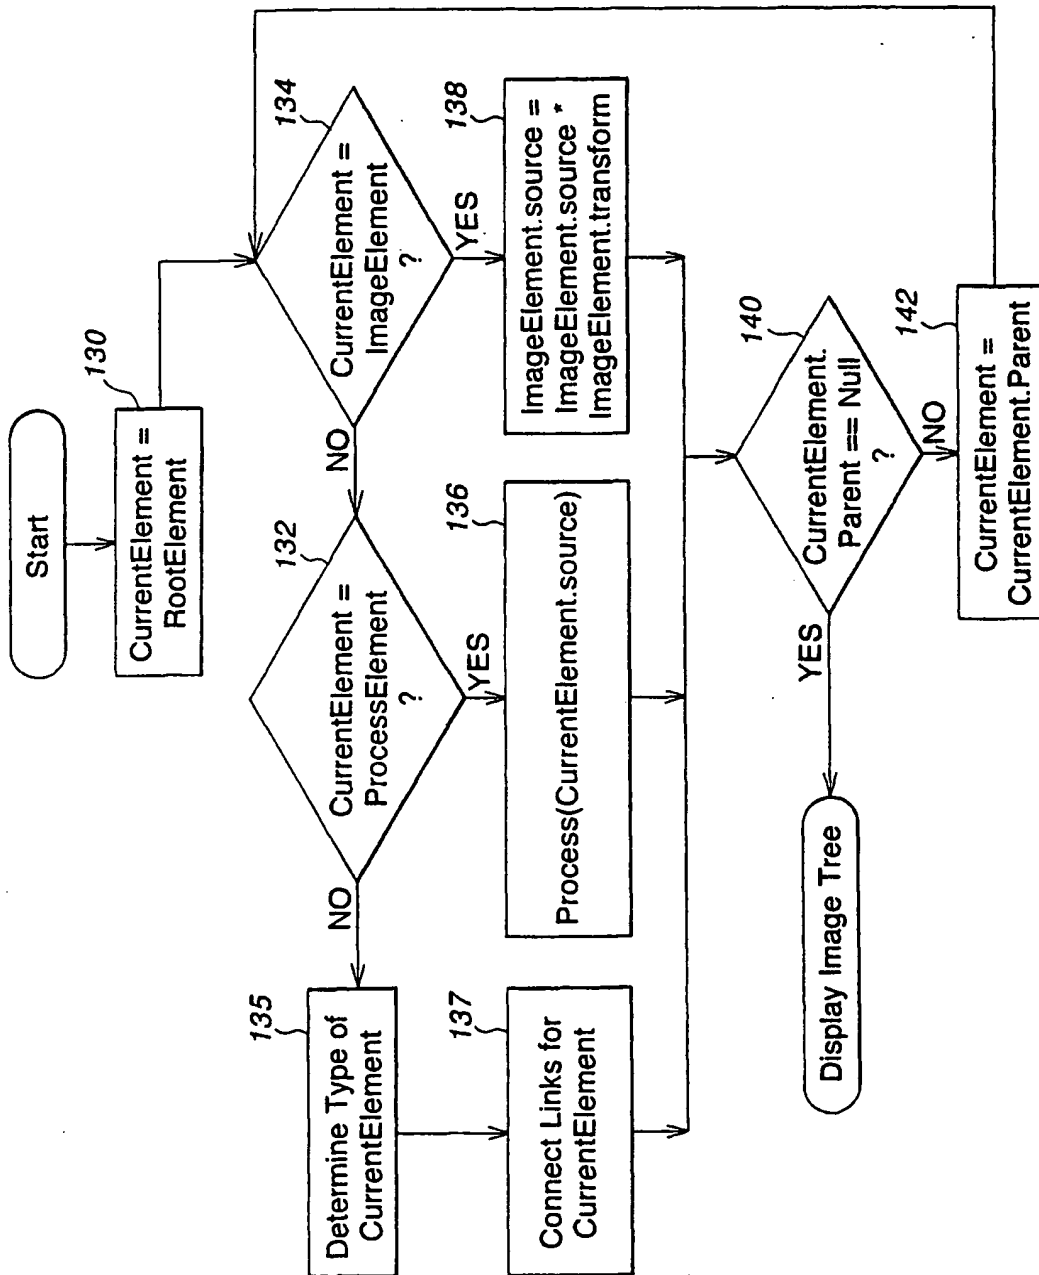 Start
130
CurrentElement =
RootElement
134
CurrentElement =
ImageElement
?
NO
YES
132
CurrentElement =
ProcessElement
?
NO
YES
135
Determine Type of
CurrentElement
137
Connect Links for
CurrentElement
136
Process(CurrentElement.source)
138
ImageElement.source =
ImageElement.source *
ImageElement.transform
140
CurrentElement.
Parent == Null
?
YES
NO
Display Image Tree
142
CurrentElement =
CurrentElement.Parent